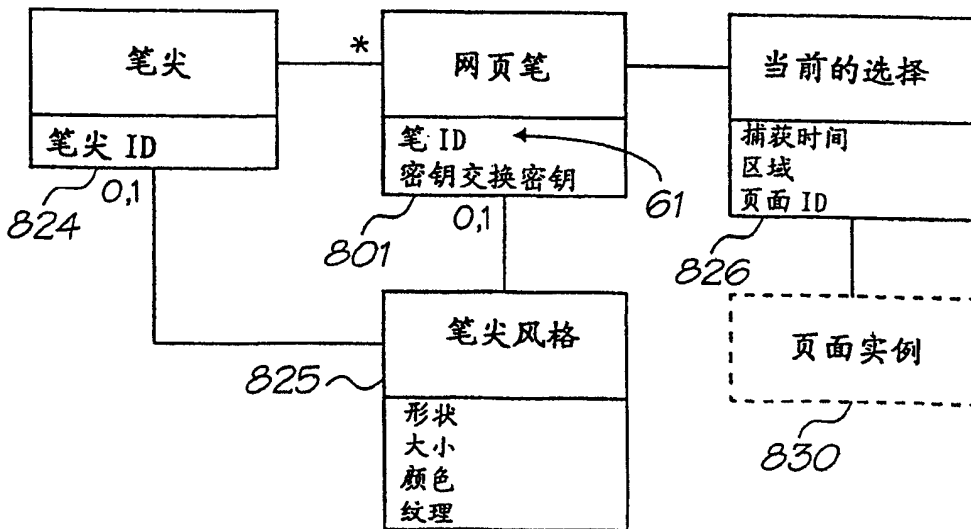 笔尖
*
网页笔
当前的选择
笔尖 ID
笔 ID
密钥交换密钥
捕获时间
区域
页面 ID
0,1
824
0,1
801
61
826
笔尖风格
页面实例
825
形状
大小
颜色
纹理
830